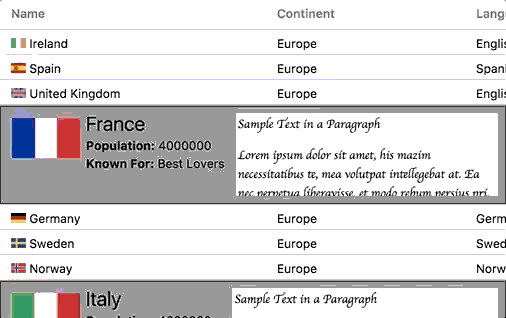 Name Continent Lang
Ireland Europe Englis
Spain Europe Spani
United Kingdom Europe Englis
France
Population: 4000000
Known For: Best Lovers
Sample Text in a Paragraph
Lorem ipsum dolor sit amet, his mazim
necessitatibus te, mea volutpat intellegebat at. Ea
nec perpetua liberavisse, et modo rebum persius pri.
Germany Europe Germ
Sweden Europe Swed
Norway Europe Norw
Italy
Sample Text in a Paragraph